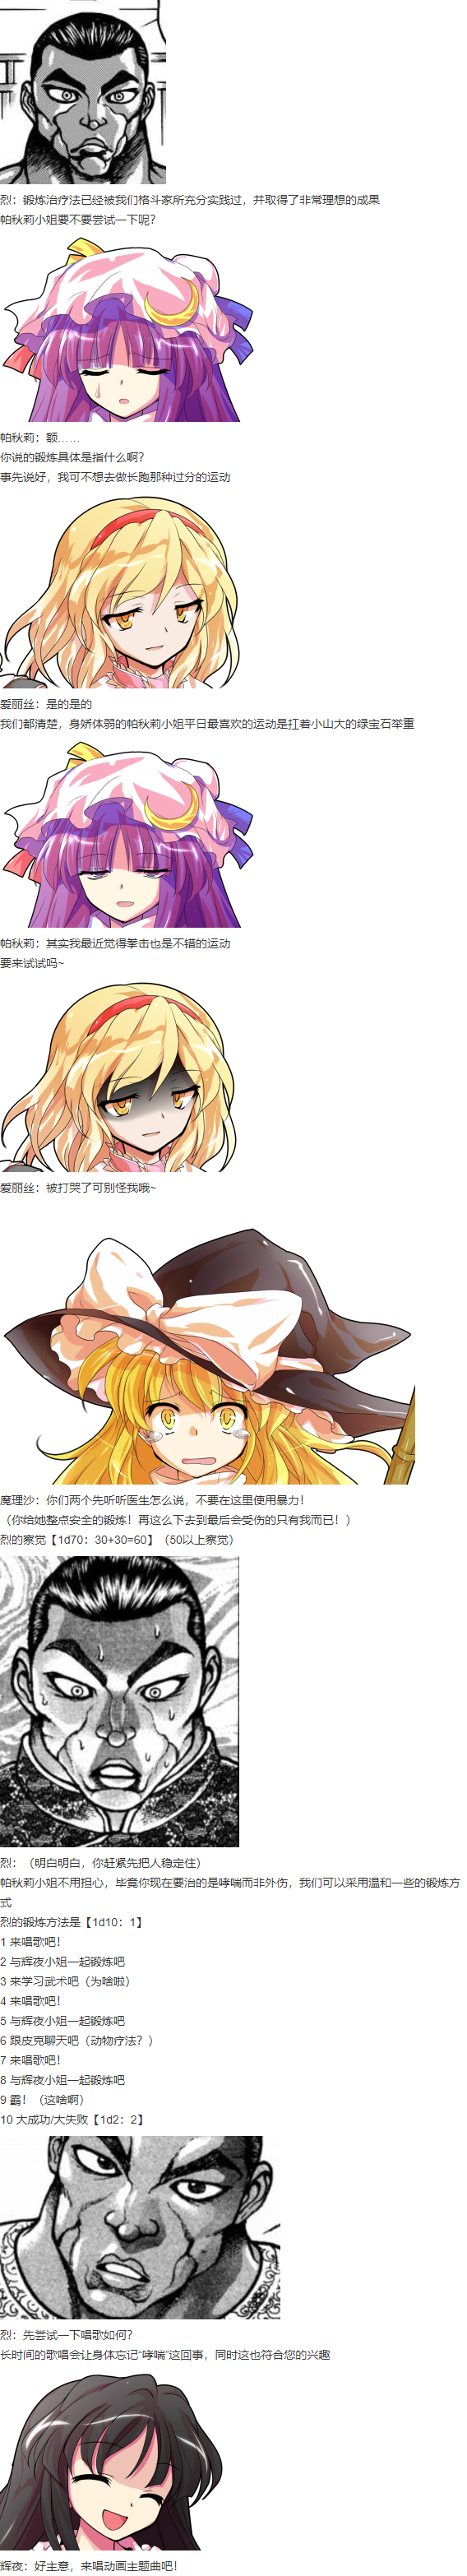 烈：锻炼治疗法已经被我们格斗家所充分实践过，并取得了非常理想的成果
帕秋莉小姐要不要尝试一下呢？
帕秋莉：额……
你说的锻炼具体是指什么啊？
事先说好，我可不想去做长跑那种过分的运动
爱丽丝：是的是的
我们都清楚，身娇体弱的帕秋莉小姐平日最喜欢的运动是扛着小山大的绿宝石举重
帕秋莉：其实我最近觉得拳击也是不错的运动
要来试试吗~
爱丽丝：被打哭了可别怪我哦~
魔理沙：你们两个先听听医生怎么说，不要在这里使用暴力！
（你给她整点安全的锻炼！再这么下去到最后会受伤的只有我而已！）
烈的察觉【1d70：30+30=60】（50以上察觉）
烈：（明白明白，你赶紧先把人稳定住）
帕秋莉小姐不用担心，毕竟你现在要治的是哮喘而非外伤，我们可以采用温和一些的锻炼方
式
烈的锻炼方法是【1d10：1】
1 来唱歌吧！
2 与辉夜小姐一起锻炼吧
3 来学习武术吧（为啥啦）
4 来唱歌吧！
5 与辉夜小姐一起锻炼吧
6 跟皮克聊天吧（动物疗法？）
7 来唱歌吧！
8 与辉夜小姐一起锻炼吧
9 霸！（这啥啊）
10 大成功/大失败【1d2：2】
烈：先尝试一下唱歌如何？
长时间的歌唱会让身体忘记“哮喘”这回事，同时这也符合您的兴趣
辉夜：好主意，来唱动画主题曲吧！